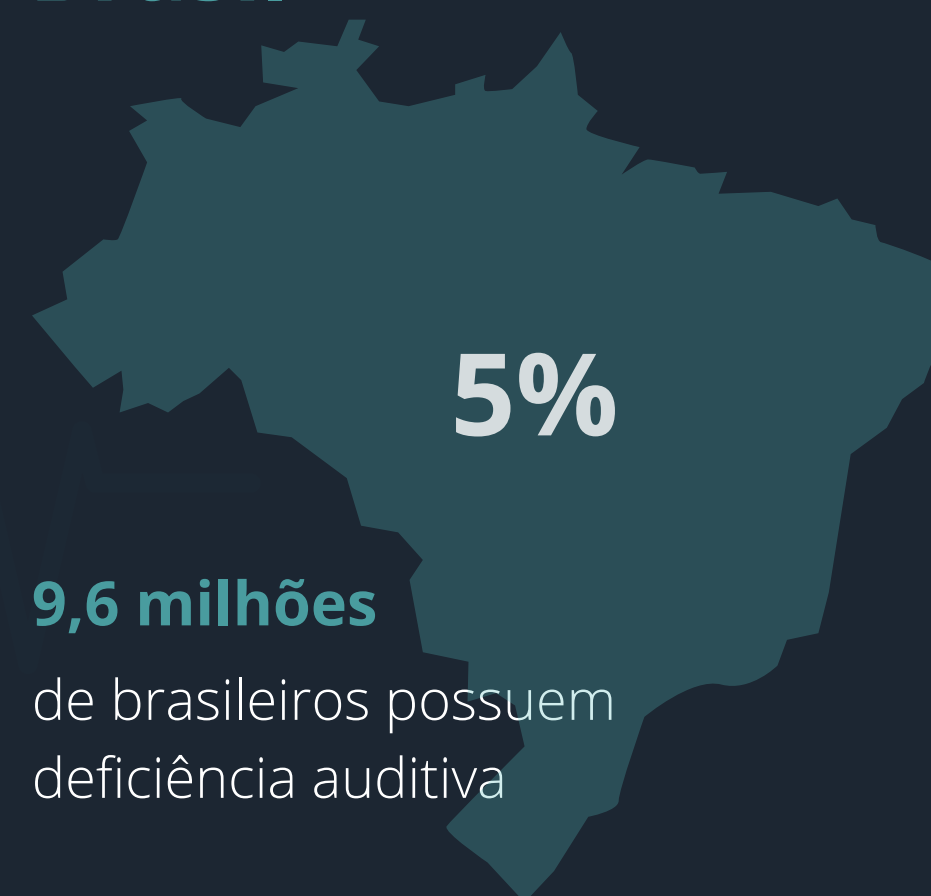 5%
9,6 milhões
de brasileiros possuem
deficiência auditiva